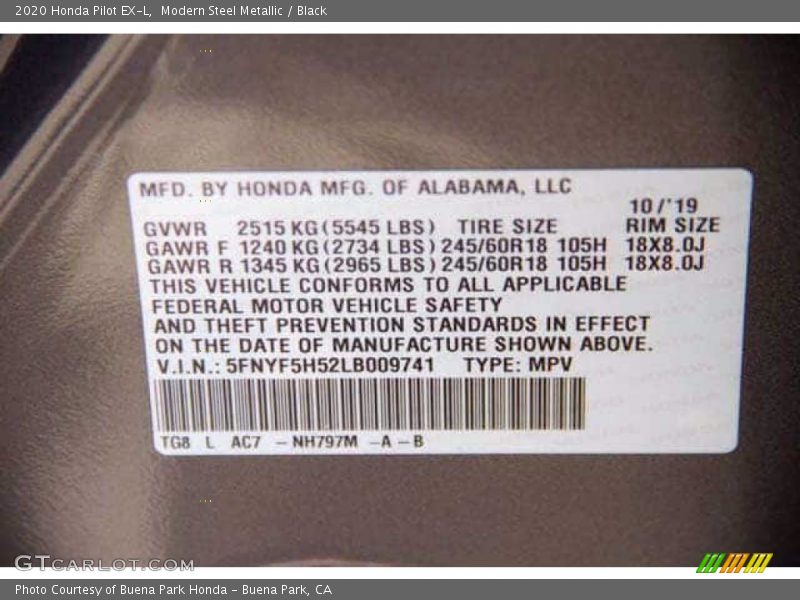 2020 Honda Pilot EX-L, Modern Steel Metallic / Black
MFD. BY HONDA MFG. OF ALABAMA, LLC
10/'19
GVWR 2515 KG (5545 LBS) TIRE SIZE RIM SIZE
GAWR F 1240 KG (2734 LBS) 245/60R18 105H 18X8.0J
GAWR R 1345 KG (2965 LBS) 245/60R18 105H 18X8.0J
THIS VEHICLE CONFORMS TO ALL APPLICABLE
FEDERAL MOTOR VEHICLE SAFETY
AND THEFT PREVENTION STANDARDS IN EFFECT
ON THE DATE OF MANUFACTURE SHOWN ABOVE.
V.I.N.: 5FNYF5H52LB009741 TYPE: MPV
TG8 L AC7 -NH797M -A-B
GTCARLOT.COM
Photo Courtesy of Buena Park Honda - Buena Park, CA